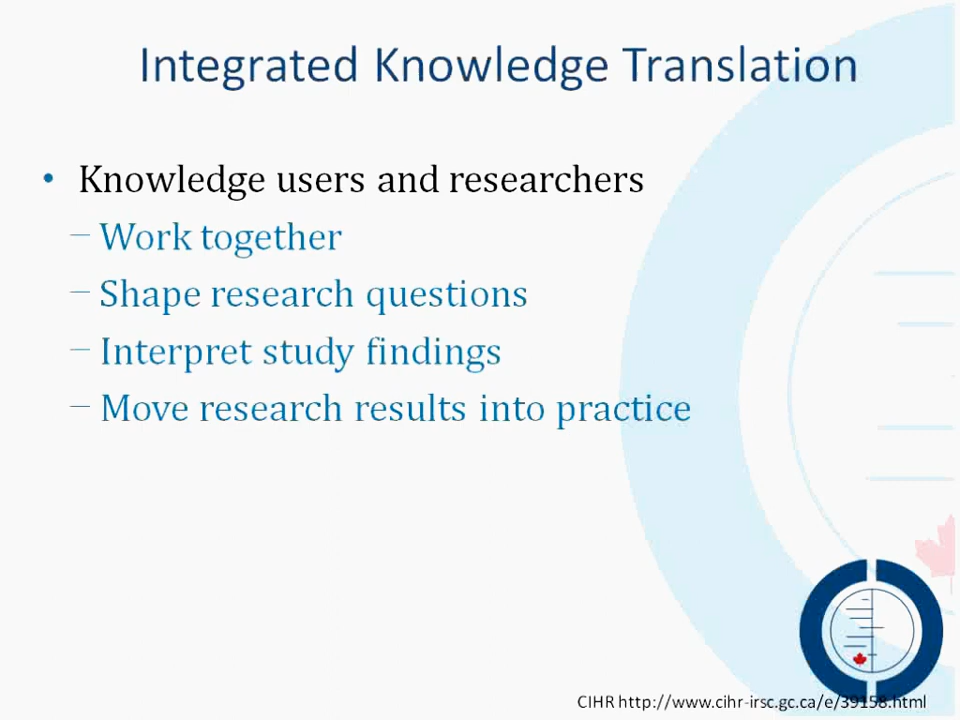 Integrated Knowledge Translation
• Knowledge users and researchers
– Work together
– Shape research questions
– Interpret study findings
– Move research results into practice
CIHR http://www.cihr-irsc.gc.ca/e/39158.html